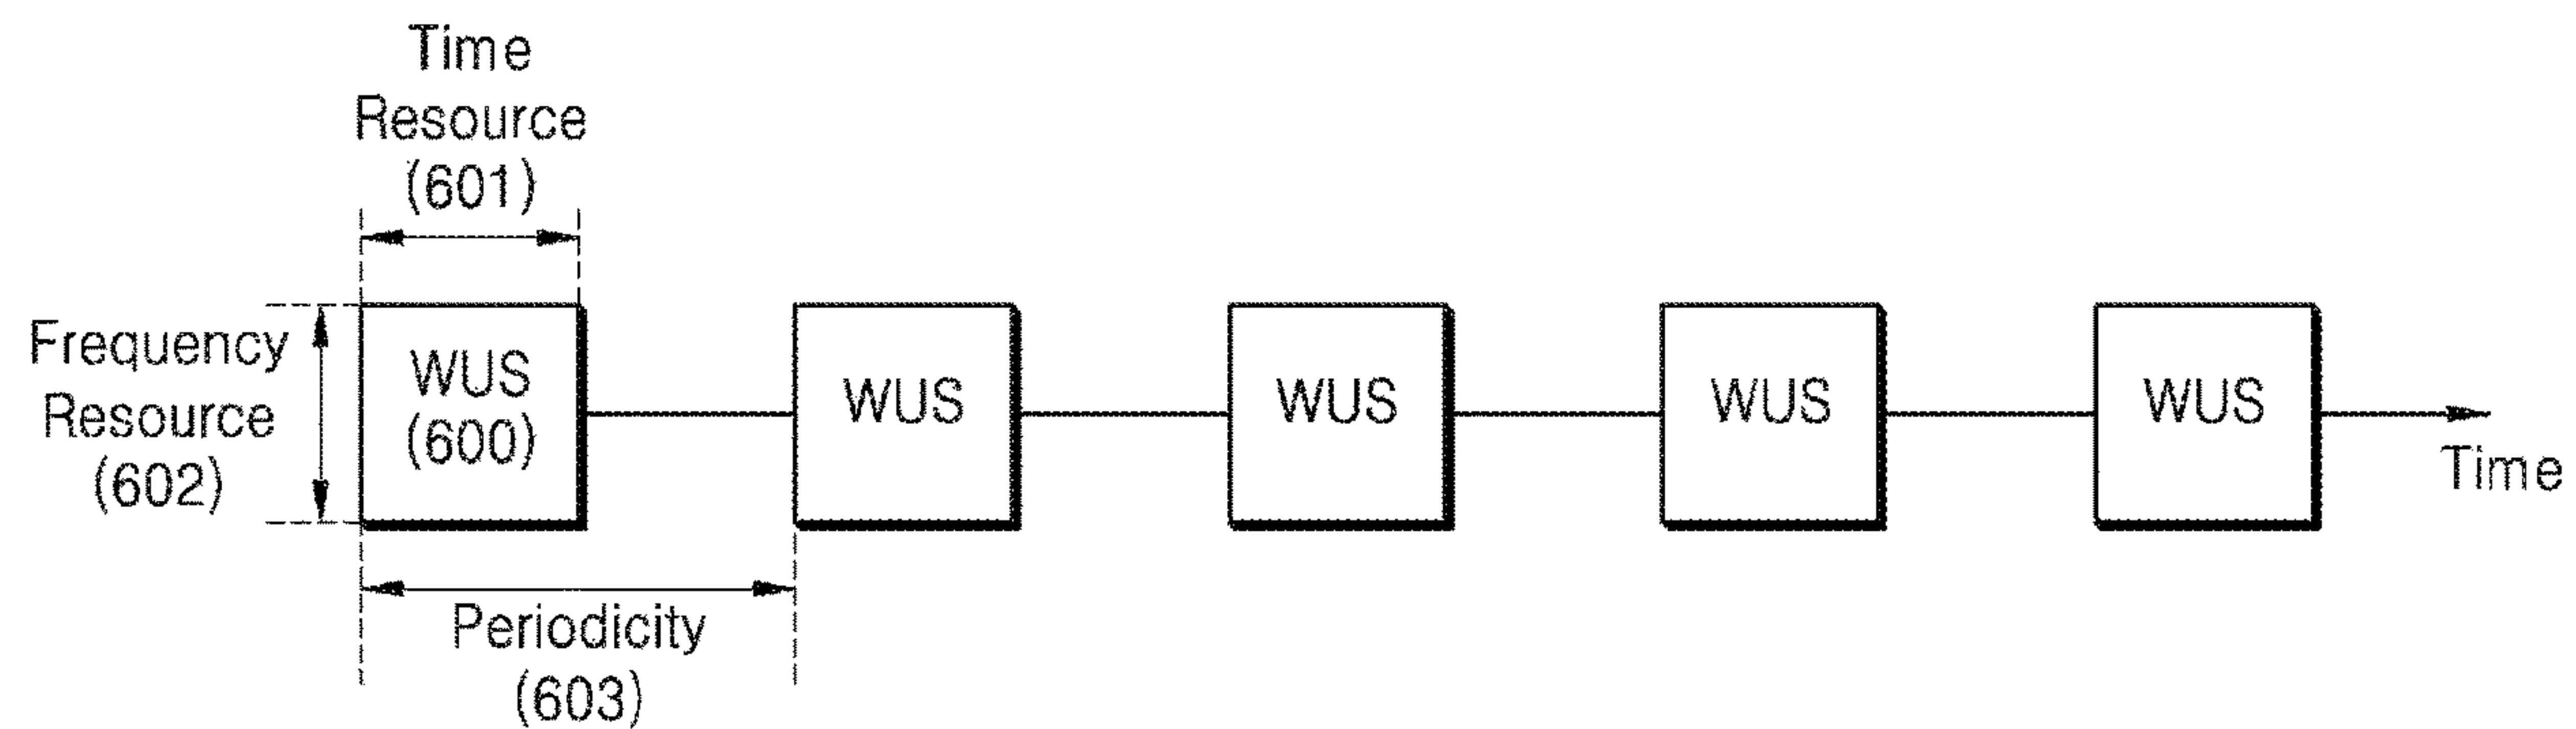 Time
Resource
(601)
Frequency
Resource
(602)
WUS
(600)
WUS
WUS
WUS
WUS
Time
Periodicity
(603)